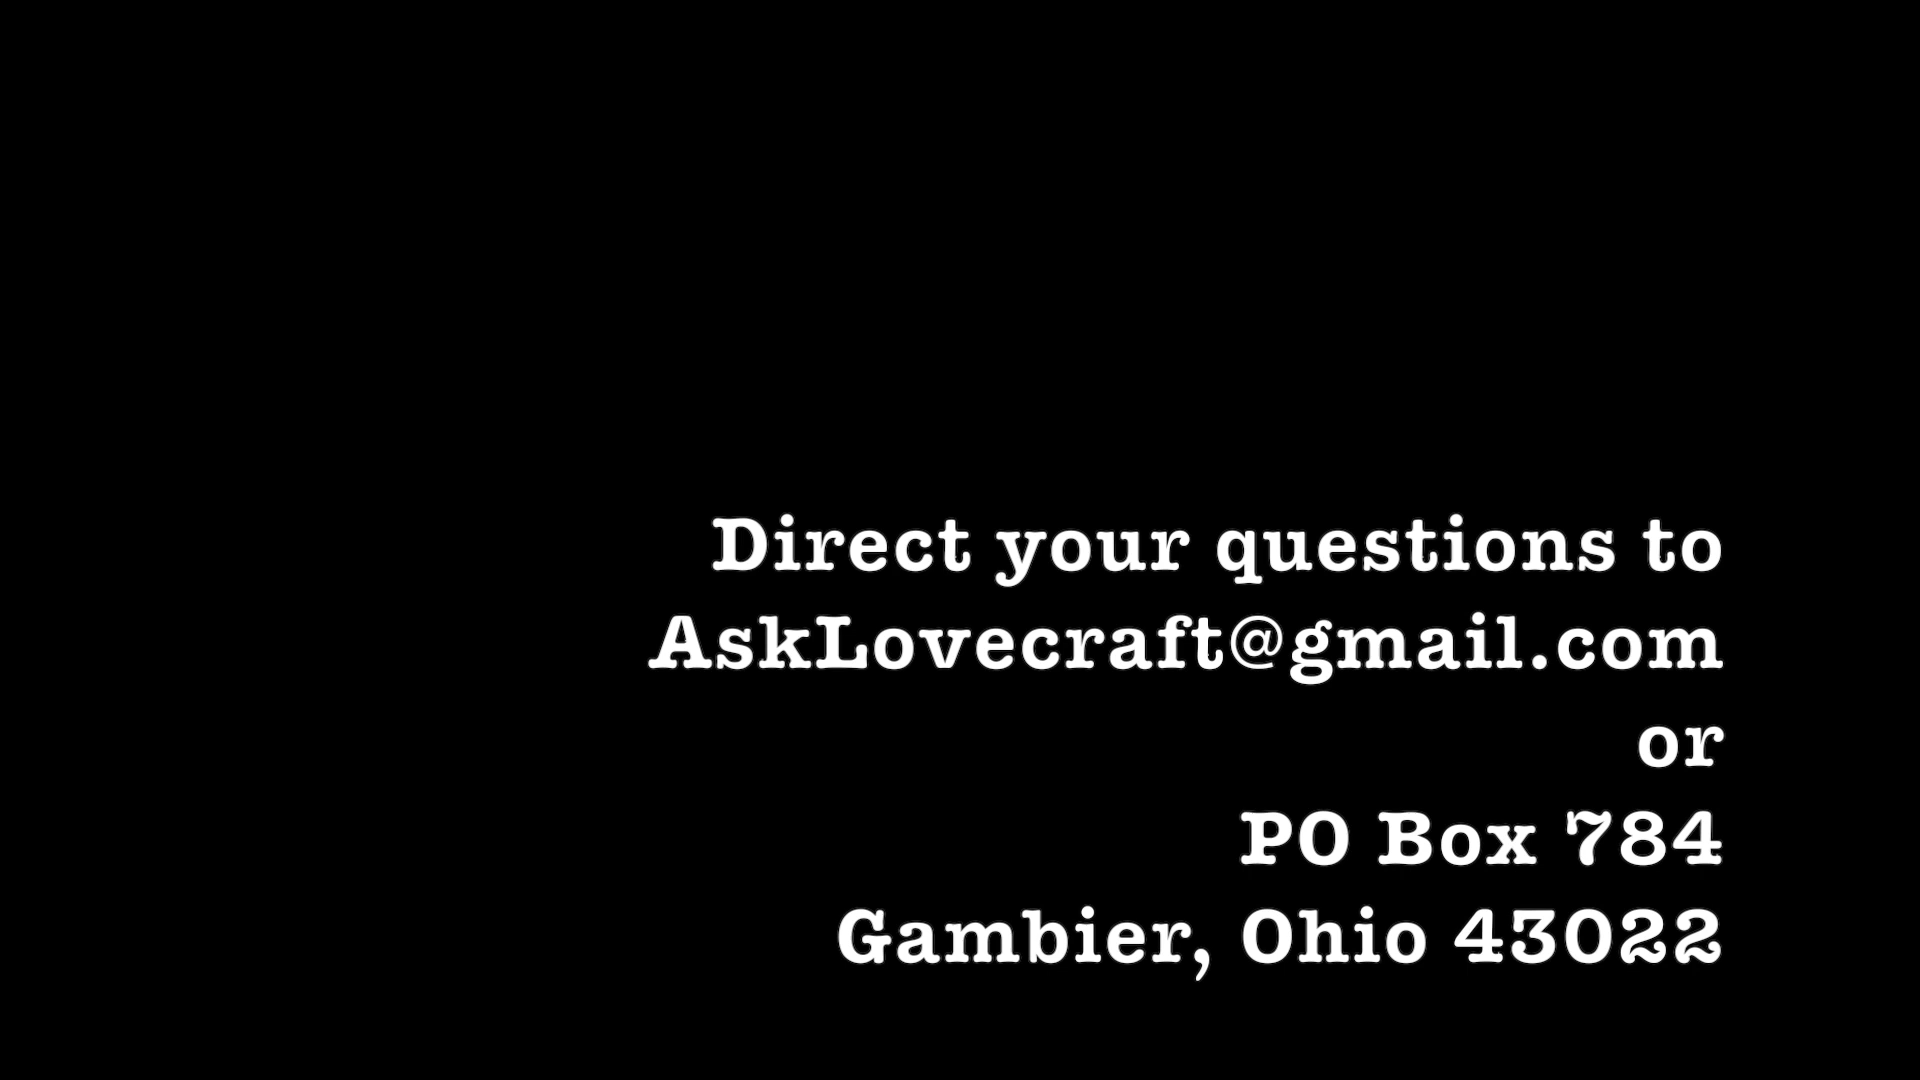 Direct your questions to
AskLovecraft@gmail.com
or
PO Box 784
Gambier, Ohio 43022